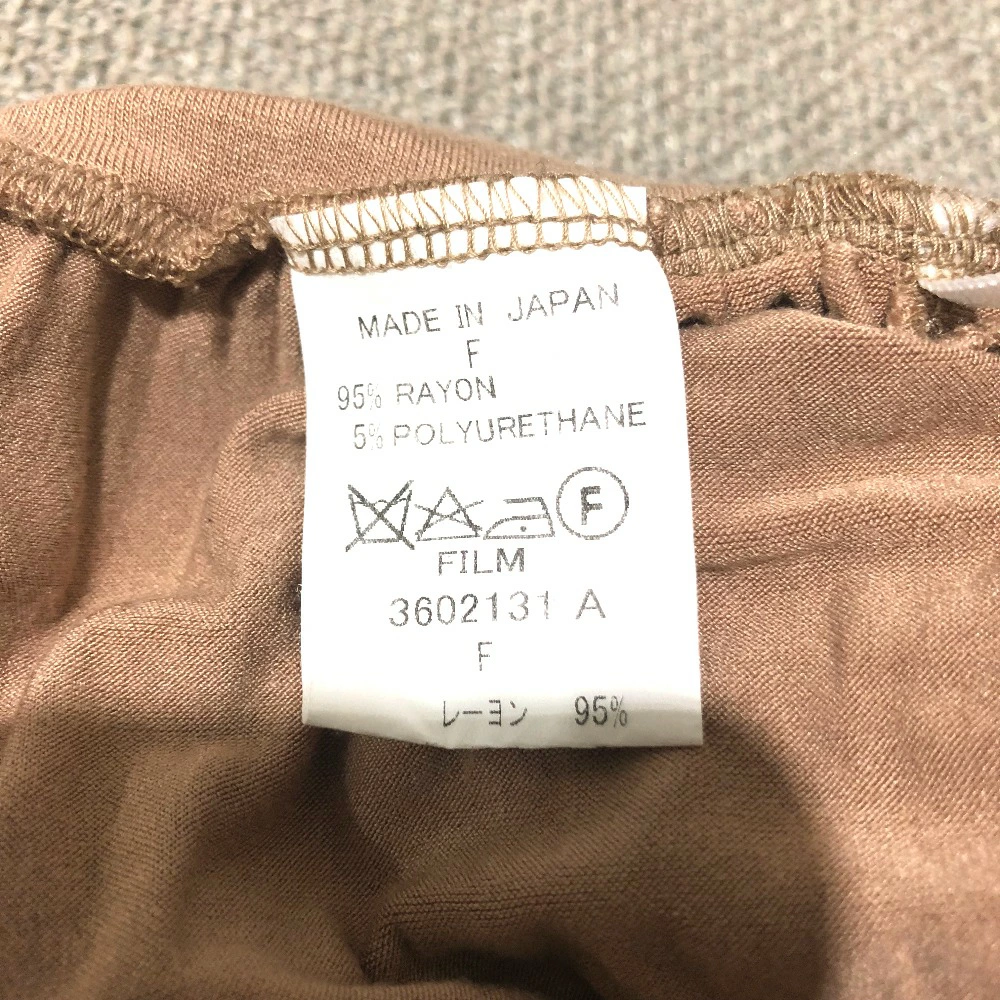 MADE IN JAPAN
F
95% RAYON
5% POLYURETHANE
F
FILM
3602131 A
F
レーヨン 95%